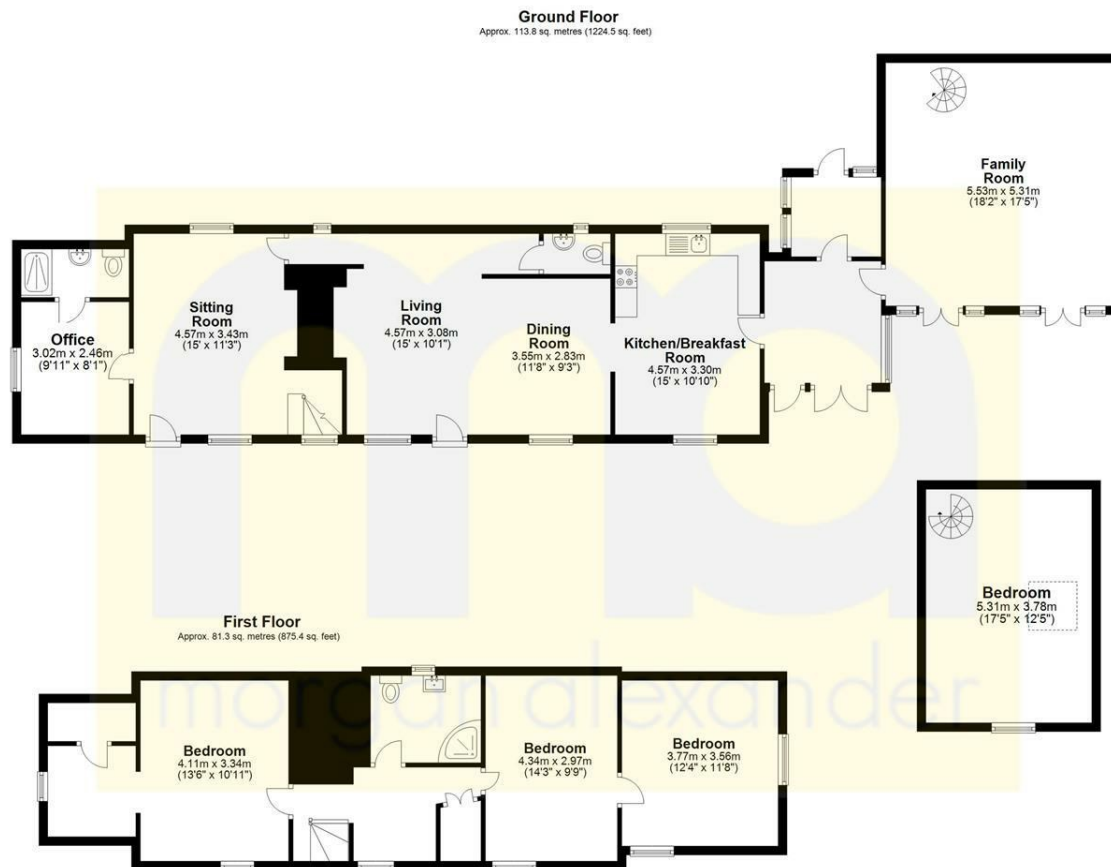 Ground Floor
Approx. 113.8 sq. metres (1224.5 sq. feet)
Family
Room
5.53m x 5.31m
(18'2" x 17'5")
Sitting
Room
4.57m x 3.43m
(15' x 11'3")
Living
Room
4.57m x 3.08m
(15' x 10'1")
Office
3.02m x 2.46m
(9'11" x 8'1")
Dining
Room
3.55m x 2.83m
(11'8" x 9'3")
Kitchen/Breakfast
Room
4.57m x 3.30m
(15' x 10'10")
First Floor
Approx. 81.3 sq. metres (875.4 sq. feet)
Bedroom
5.31m x 3.78m
(17'5" x 12'5")
Bedroom
4.11m x 3.34m
(13'6" x 10'11")
Bedroom
4.34m x 2.97m
(14'3" x 9'9")
Bedroom
3.77m x 3.56m
(12'4" x 11'8")
ma
morgan alexander